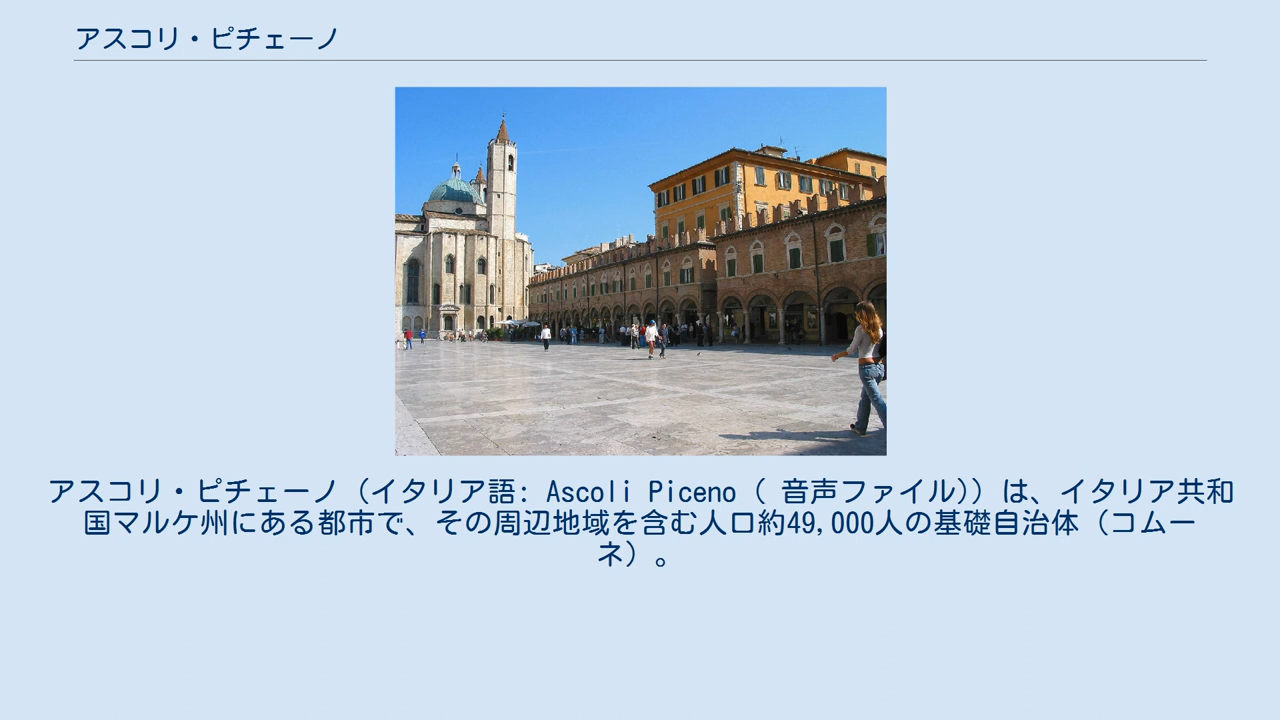 アスコリ・ピチェーノ
アスコリ・ピチェーノ（イタリア語: Ascoli Piceno（ 音声ファイル)）は、イタリア共和
国マルケ州にある都市で、その周辺地域を含む人口約49,000人の基礎自治体（コムー
ネ）。